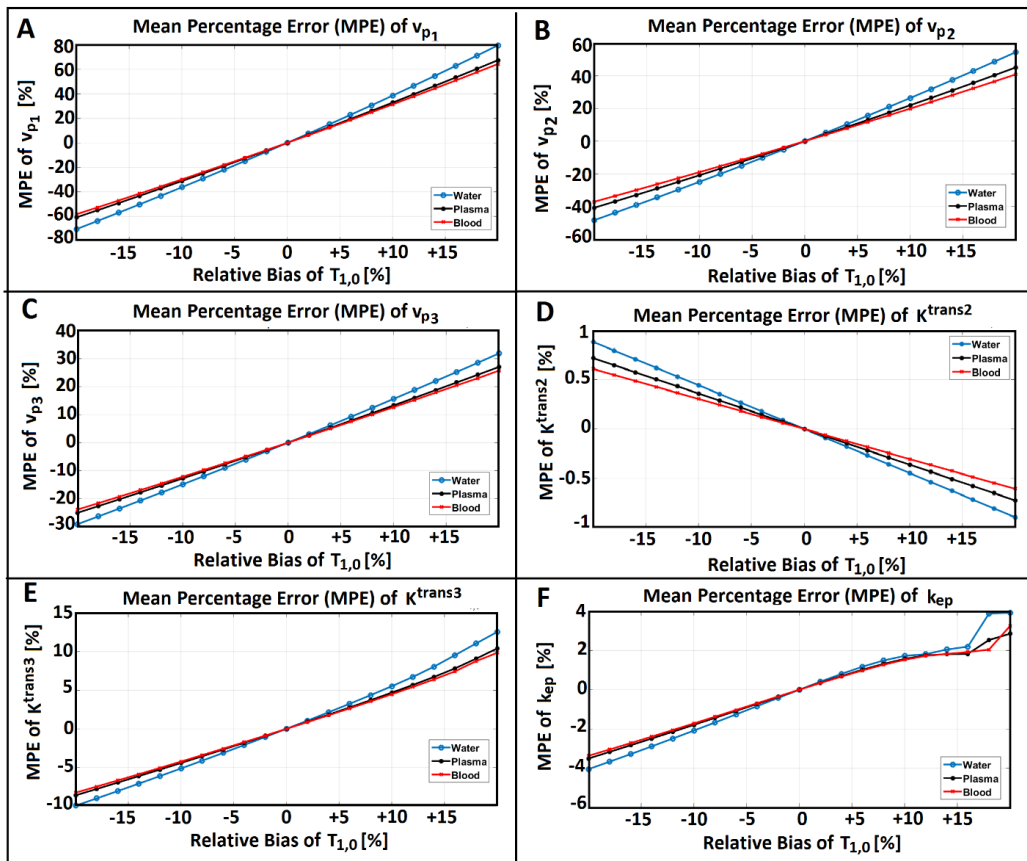 A
Mean Percentage Error (MPE) of vp1
MPE of vp1 [%]
80
60
40
20
0
-20
-40
-60
-80
-15 -10 -5 0 +5 +10 +15
Relative Bias of T1,0 [%]
Water
Plasma
Blood
B
Mean Percentage Error (MPE) of vp2
MPE of vp2 [%]
60
40
20
0
-20
-40
-60
-15 -10 -5 0 +5 +10 +15
Relative Bias of T1,0 [%]
Water
Plasma
Blood
C
Mean Percentage Error (MPE) of vp3
MPE of vp3 [%]
40
30
20
10
0
-10
-20
-30
-15 -10 -5 0 +5 +10 +15
Relative Bias of T1,0 [%]
Water
Plasma
Blood
D
Mean Percentage Error (MPE) of Ktrans2
MPE of Ktrans2 [%]
1
0.5
0
-0.5
-1
-15 -10 -5 0 +5 +10 +15
Relative Bias of T1,0 [%]
Water
Plasma
Blood
E
Mean Percentage Error (MPE) of Ktrans3
MPE of Ktrans3 [%]
15
10
5
0
-5
-10
-15 -10 -5 0 +5 +10 +15
Relative Bias of T1,0 [%]
Water
Plasma
Blood
F
Mean Percentage Error (MPE) of kep
MPE of kep [%]
4
2
0
-2
-4
-6
-15 -10 -5 0 +5 +10 +15
Relative Bias of T1,0 [%]
Water
Plasma
Blood